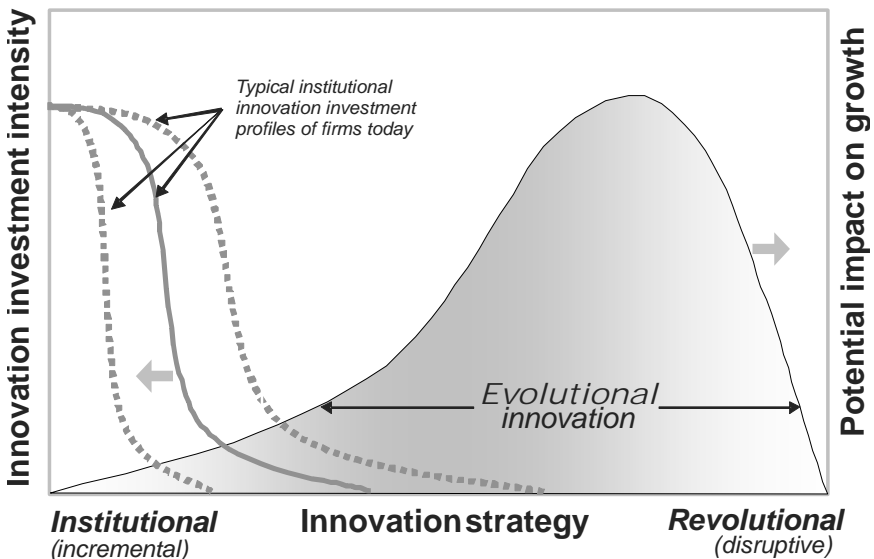 Innovation investment intensity
Typical institutional
innovation investment
profiles of firms today
Potential impact on growth
Evolutional
innovation
Institutional
(incremental)
Innovation strategy
Revolutional
(disruptive)